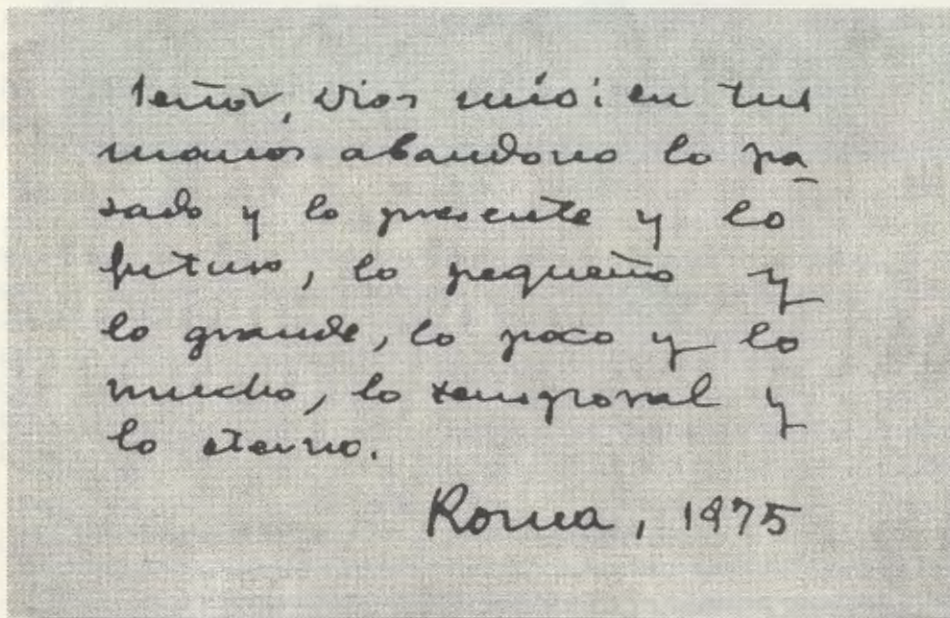 Señor, Dios mío: en tus
manos abandono lo pa-
sado y lo presente y lo
futuro, lo pequeño y
lo grande, lo poco y lo
mucho, lo temporal y
lo eterno.
Roma, 1975